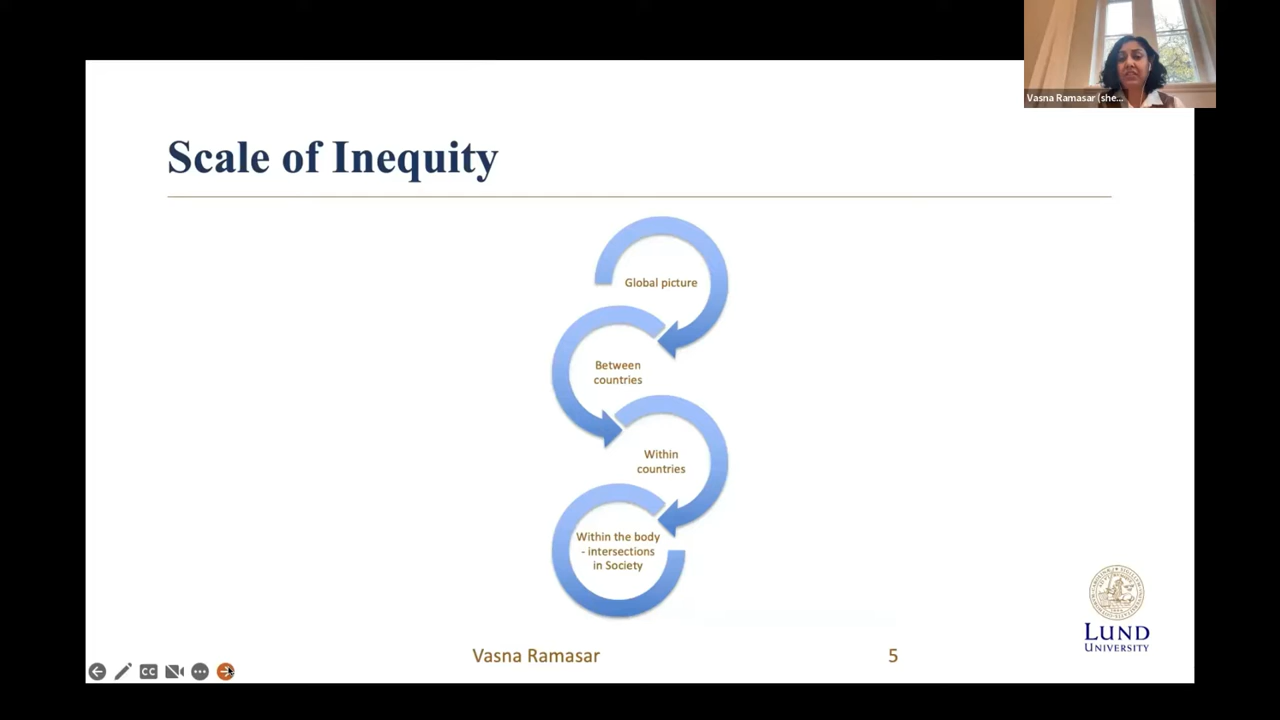 Vasna Ramasar (she...
Scale of Inequity
Global picture
Between
countries
Within
countries
Within the body
- intersections
in Society
LUND
UNIVERSITY
Vasna Ramasar
5
CC